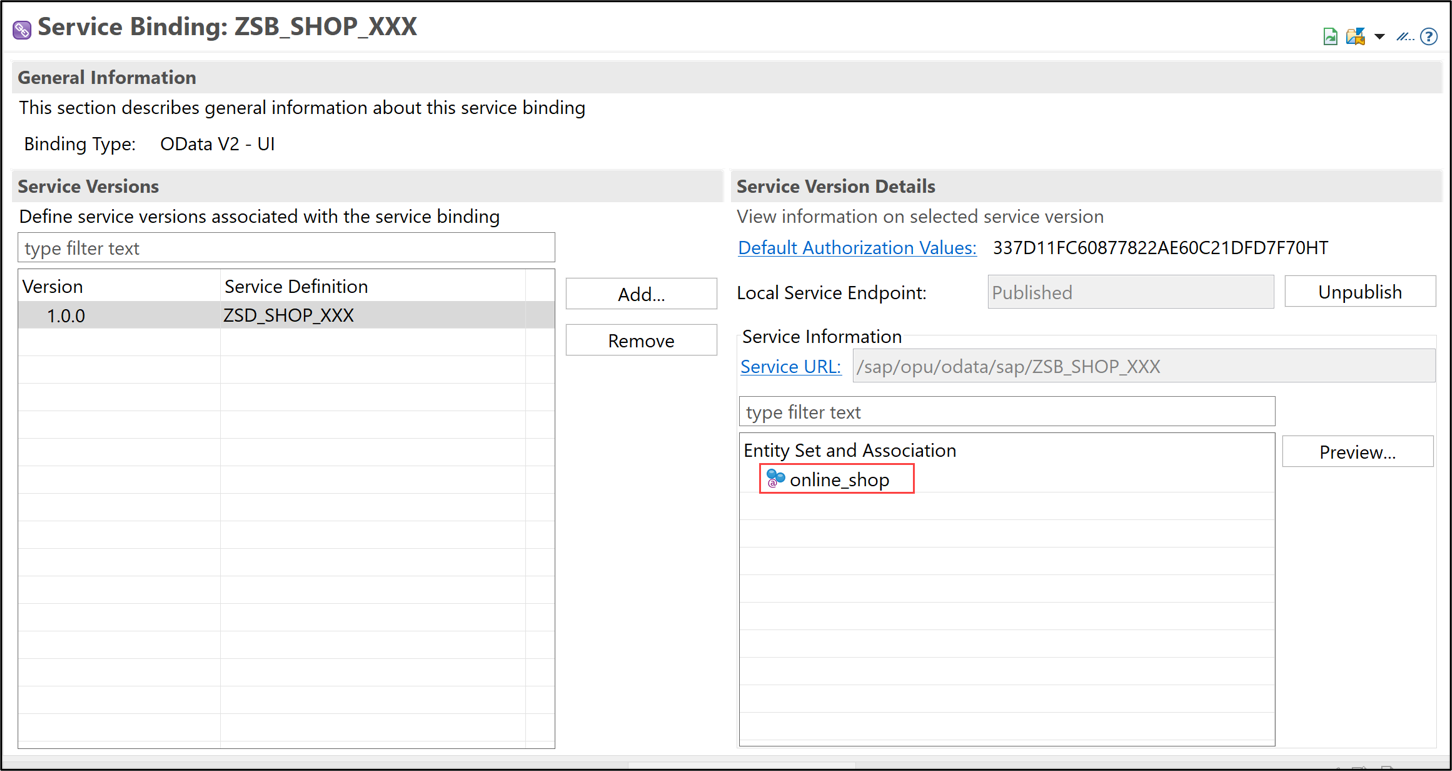 Service Binding: ZSB_SHOP_XXX
//...
General Information
This section describes general information about this service binding
Binding Type: OData V2 - UI
Service Versions
Define service versions associated with the service binding
type filter text
Version Service Definition
1.0.0 ZSD_SHOP_XXX
Add...
Remove
Service Version Details
View information on selected service version
Default Authorization Values: 337D11FC60877822AE60C21DFD7F70HT
Local Service Endpoint: Published Unpublish
Service Information
Service URL: /sap/opu/odata/sap/ZSB_SHOP_XXX
type filter text
Entity Set and Association
online_shop
Preview...